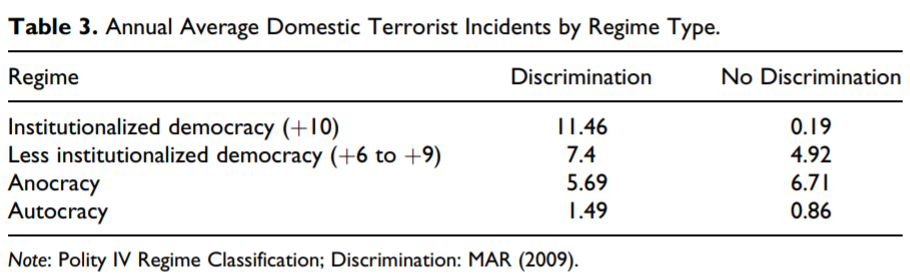 Table 3. Annual Average Domestic Terrorist Incidents by Regime Type.
Regime Discrimination No Discrimination
Institutionalized democracy (+10) 11.46 0.19
Less institutionalized democracy (+6 to +9) 7.4 4.92
Anocracy 5.69 6.71
Autocracy 1.49 0.86
Note: Polity IV Regime Classification; Discrimination: MAR (2009).